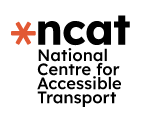 *ncat
National
Centre for
Accessible
Transport